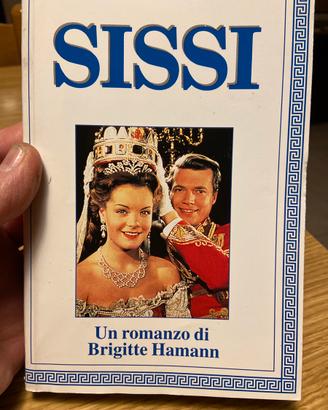 SISSI
Un romanzo di
Brigitte Hamann